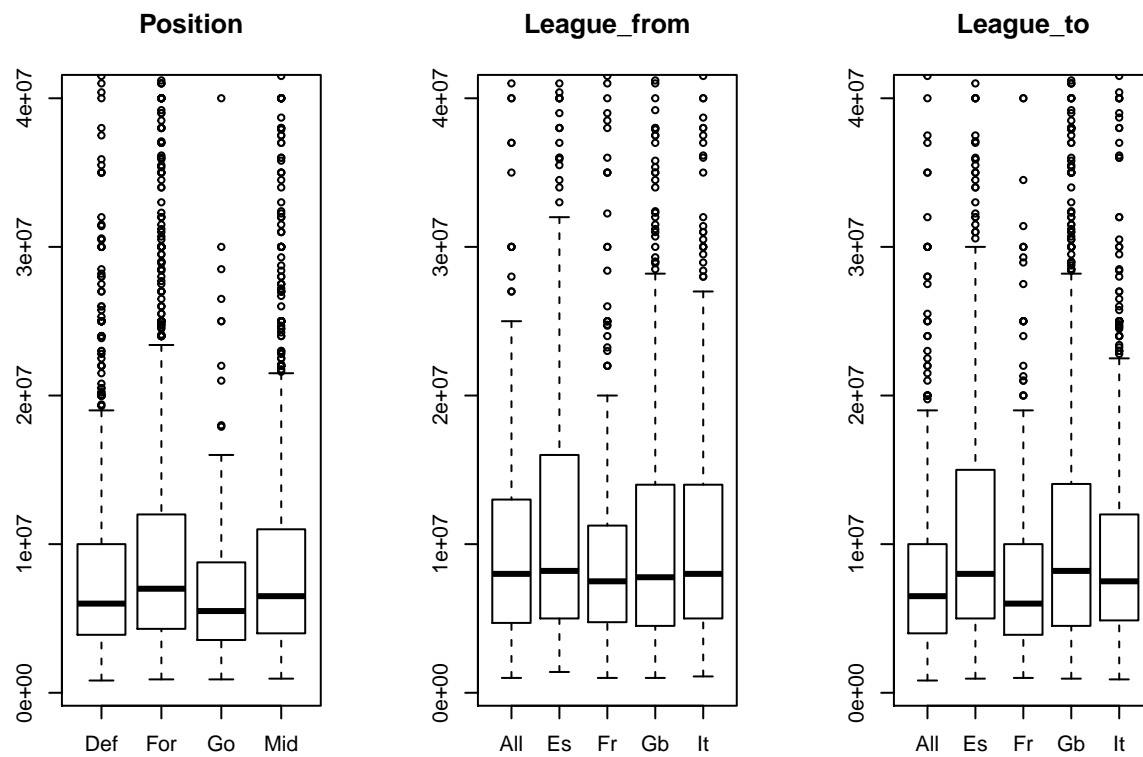 Position
4e+07
3e+07
2e+07
1e+07
0e+00
Def For Go Mid
League_from
4e+07
3e+07
2e+07
1e+07
0e+00
All Es Fr Gb It
League_to
4e+07
3e+07
2e+07
1e+07
0e+00
All Es Fr Gb It